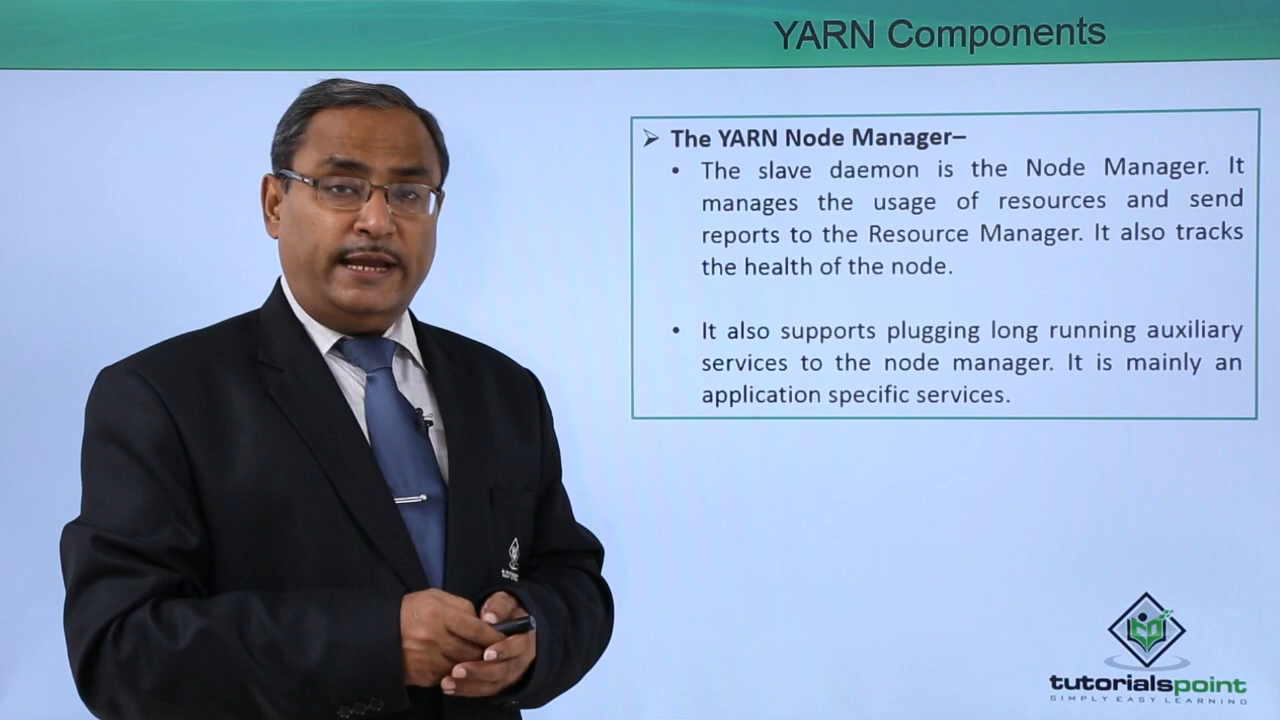 YARN Components
➢ The YARN Node Manager–
• The slave daemon is the Node Manager. It
manages the usage of resources and send
reports to the Resource Manager. It also tracks
the health of the node.
• It also supports plugging long running auxiliary
services to the node manager. It is mainly an
application specific services.
tutorialspoint
SIMPLY EASY LEARNING